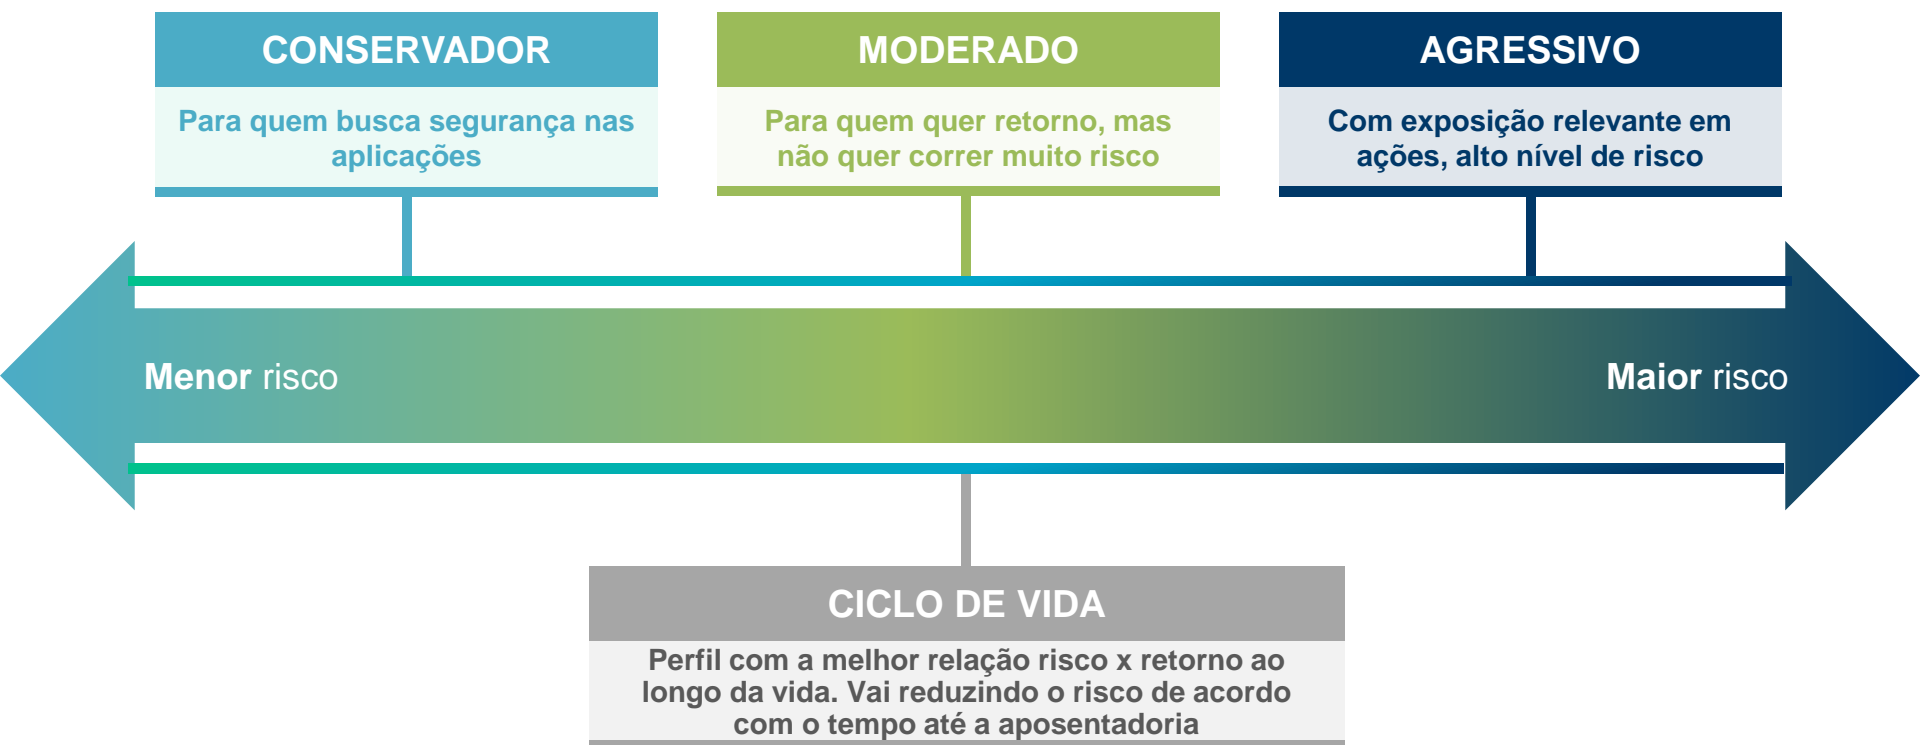 CONSERVADOR
Para quem busca segurança nas
aplicações
MODERADO
Para quem quer retorno, mas
não quer correr muito risco
AGRESSIVO
Com exposição relevante em
ações, alto nível de risco
Menor risco
Maior risco
CICLO DE VIDA
Perfil com a melhor relação risco x retorno ao
longo da vida. Vai reduzindo o risco de acordo
com o tempo até a aposentadoria